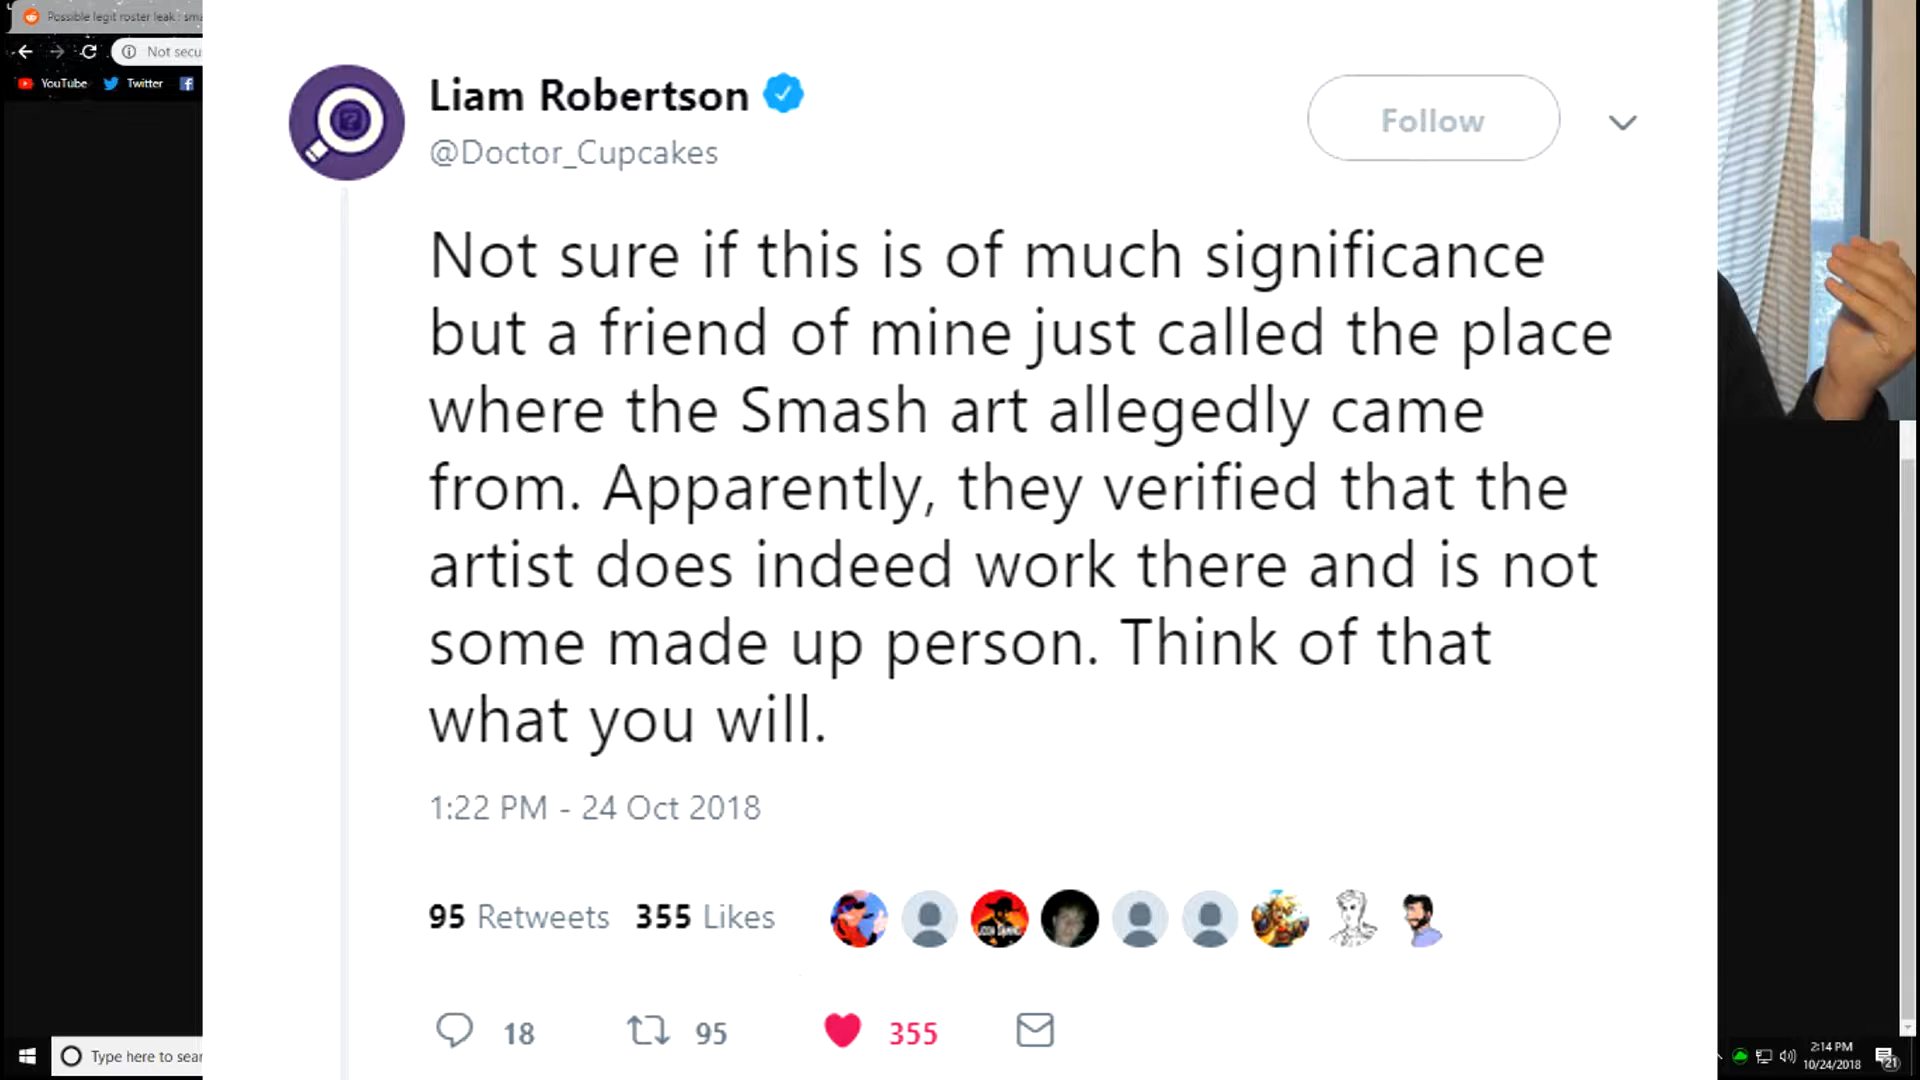 Possible legit roster leak : sma
Not secu
YouTube
Twitter
Liam Robertson
@Doctor_Cupcakes
Follow
Not sure if this is of much significance
but a friend of mine just called the place
where the Smash art allegedly came
from. Apparently, they verified that the
artist does indeed work there and is not
some made up person. Think of that
what you will.
1:22 PM - 24 Oct 2018
95 Retweets 355 Likes
18
95
355
Type here to sear
2:14 PM
10/24/2018
21